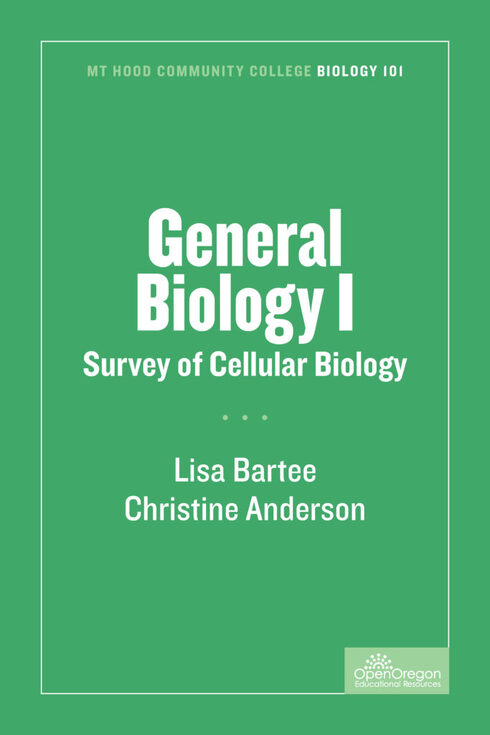 MT HOOD COMMUNITY COLLEGE BIOLOGY 101
General
Biology I
Survey of Cellular Biology
Lisa Bartee
Christine Anderson
OpenOregon
Educational Resources